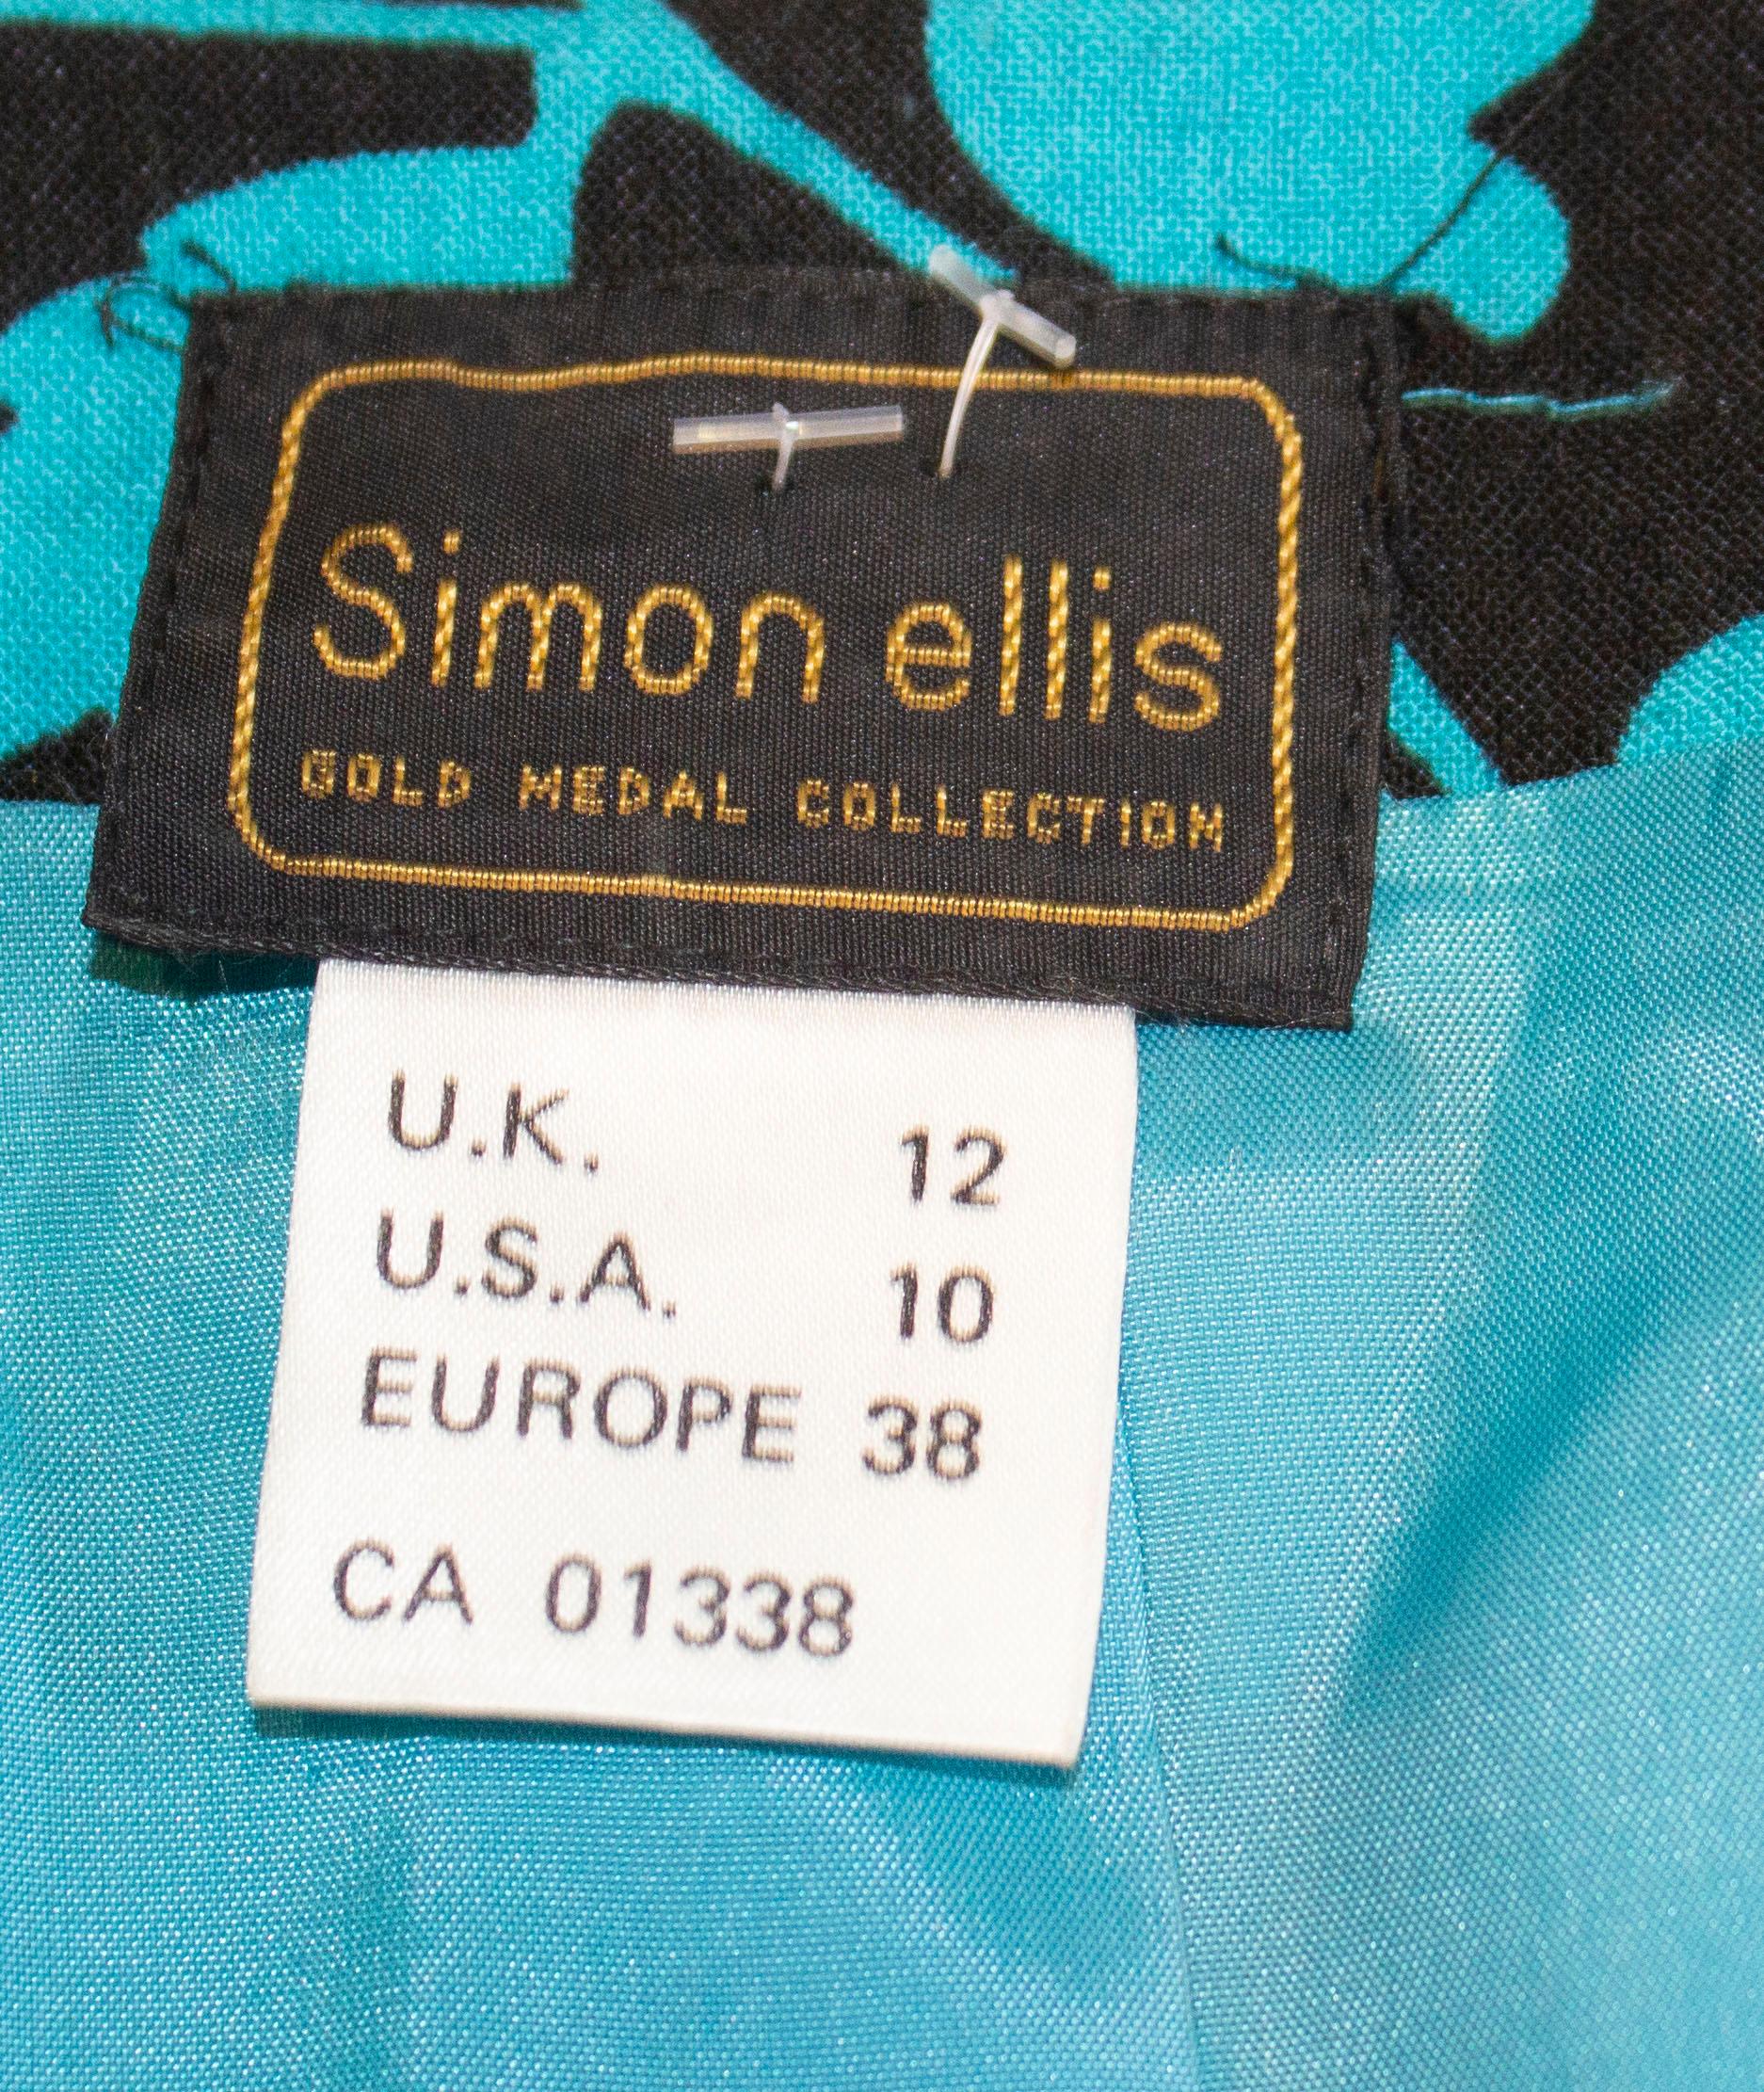 Simon ellis
GOLD MEDAL COLLECTION
U.K. 12
U.S.A. 10
EUROPE 38
CA 01338